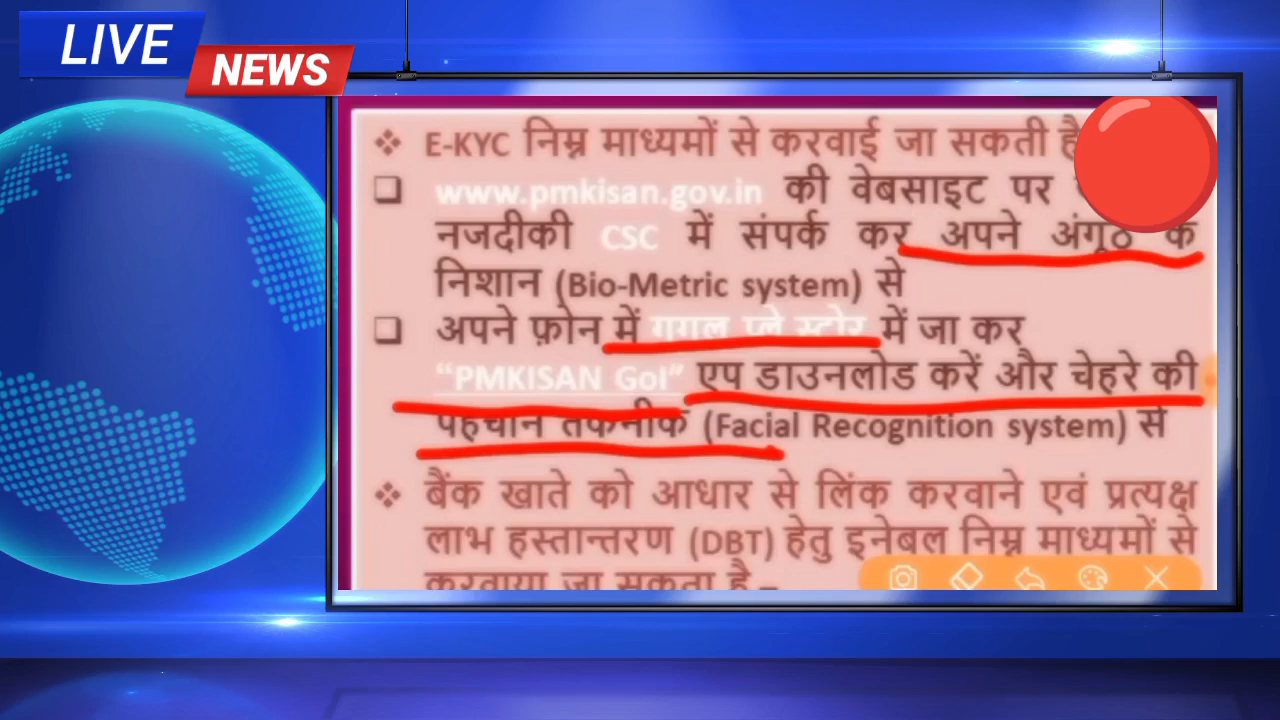 LIVE
NEWS
❖ E-KYC निम्न माध्यमों से करवाई जा सकती
❑ www.pmkisan.gov.in की वेबसाइट पर
नजदीकी CSC में संपर्क कर अपने अंगूठे के
निशान (Bio-Metric system) से
❑ अपने फ़ोन में गूगल प्ले स्टोर में जा कर
“PMKISAN GoI” एप डाउनलोड करें और चेहरे की
पहचान तकनीक (Facial Recognition system) से
❖ बैंक खाते को आधार से लिंक करवाने एवं प्रत्यक्ष
लाभ हस्तान्तरण (DBT) हेतु इनेबल निम्न माध्यमों से
करवाया जा सकता है –